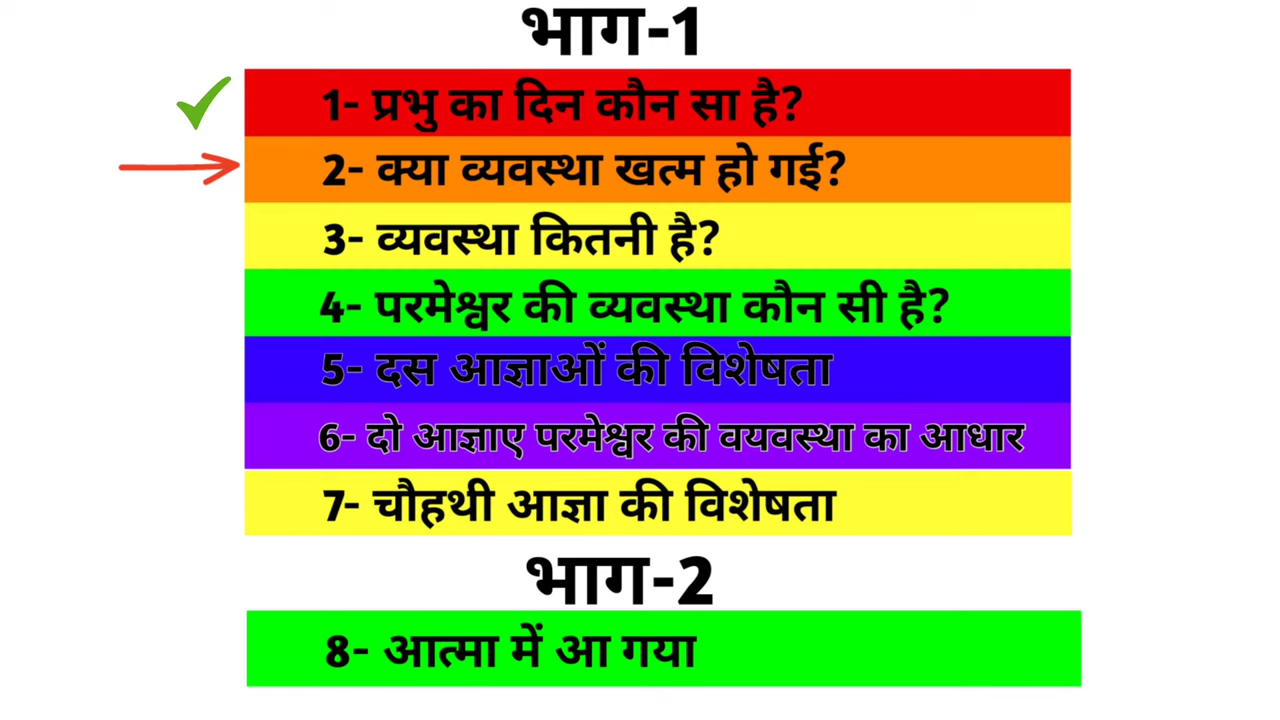 भाग-1
1- प्रभु का दिन कौन सा है?
2- क्या व्यवस्था खत्म हो गई?
3- व्यवस्था कितनी है?
4- परमेश्वर की व्यवस्था कौन सी है?
5- दस आज्ञाओं की विशेषता
6- दो आज्ञाए परमेश्वर की वयवस्था का आधार
7- चौहथी आज्ञा की विशेषता
भाग-2
8- आत्मा में आ गया